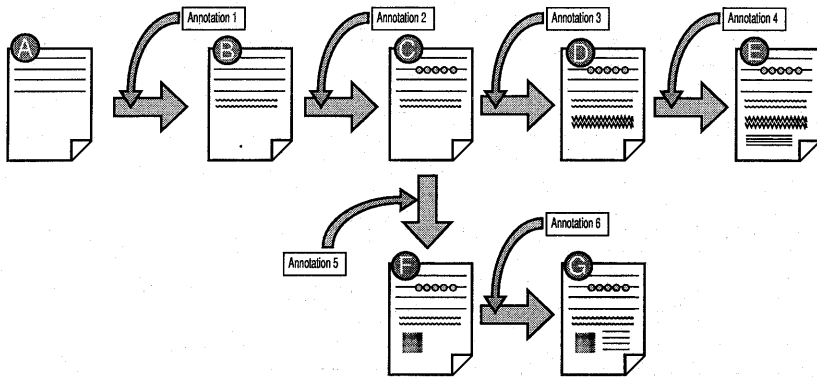 Annotation 1
Annotation 2
Annotation 3
Annotation 4
A
B
C
D
E
Annotation 5
Annotation 6
F
G